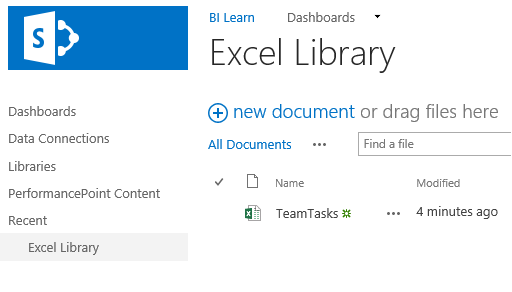 BI Learn Dashboards
Excel Library
Dashboards
Data Connections
Libraries
PerformancePoint Content
Recent
Excel Library
new document or drag files here
All Documents ••• Find a file
Name Modified
TeamTasks ••• 4 minutes ago